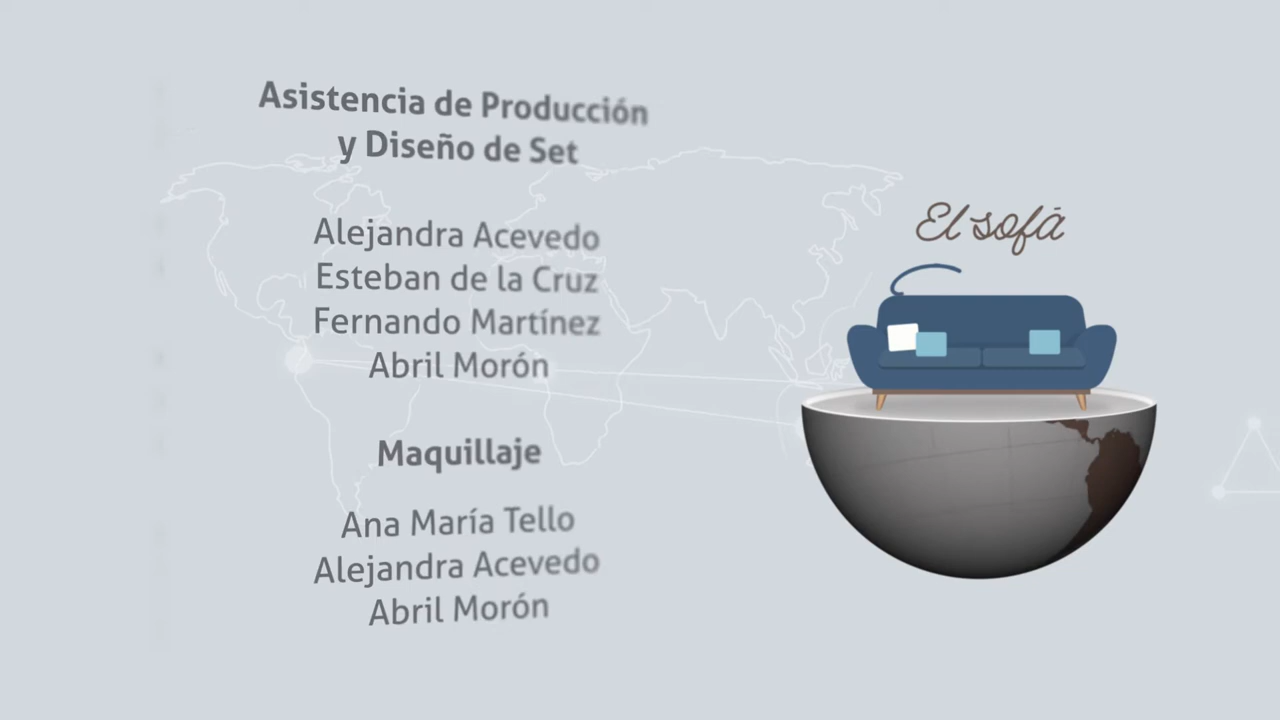 Asistencia de Producción
y Diseño de Set
Alejandra Acevedo
Esteban de la Cruz
Fernando Martínez
Abril Morón
Maquillaje
Ana María Tello
Alejandra Acevedo
Abril Morón
El sofá